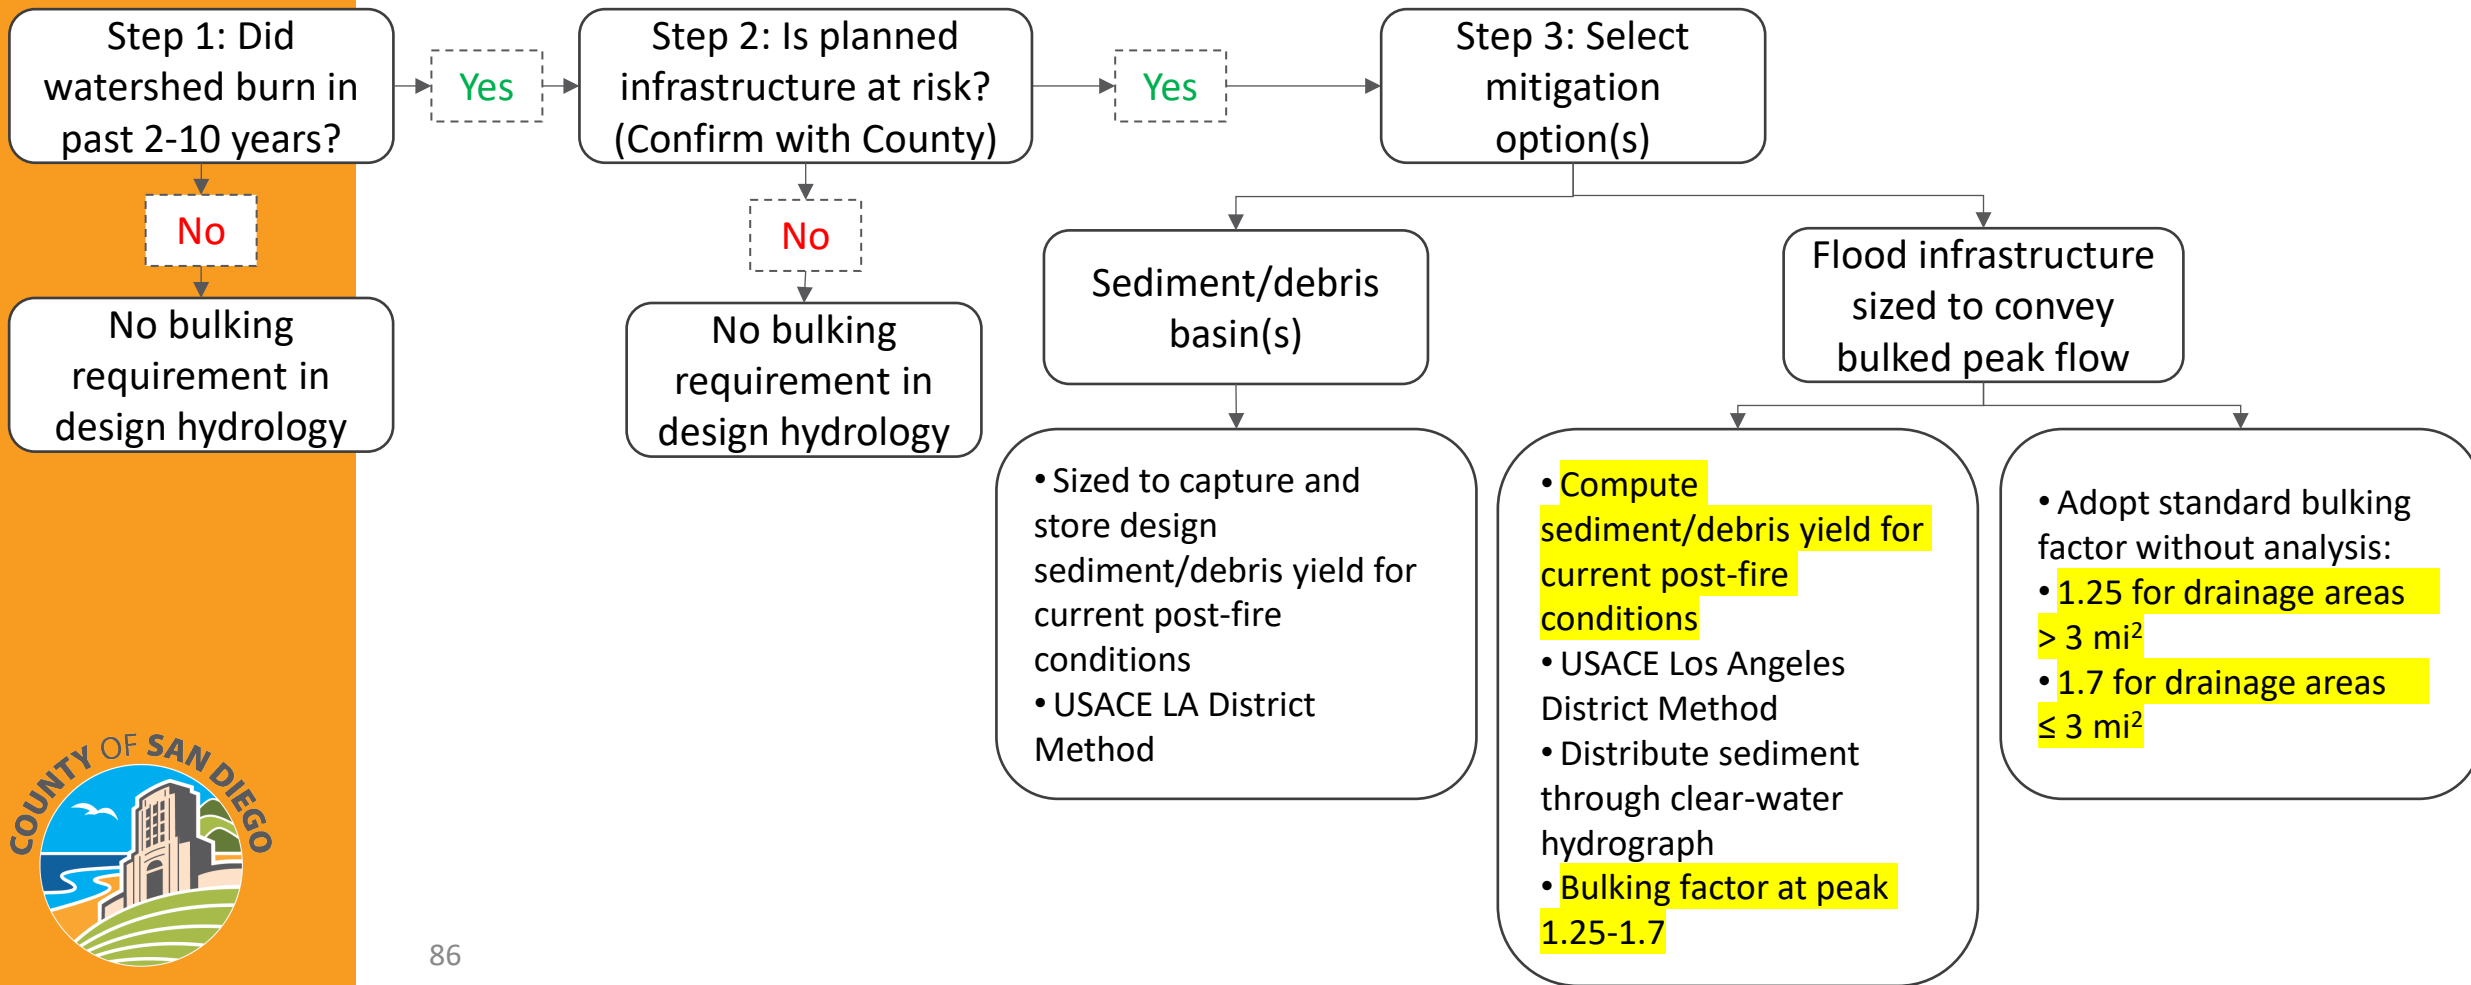 Step 1: Did
watershed burn in
past 2-10 years?
Yes
Step 2: Is planned
infrastructure at risk?
(Confirm with County)
Yes
Step 3: Select
mitigation
option(s)
No
No bulking
requirement in
design hydrology
No
No bulking
requirement in
design hydrology
Sediment/debris
basin(s)
Flood infrastructure
sized to convey
bulked peak flow
• Sized to capture and
store design
sediment/debris yield for
current post-fire
conditions
• USACE LA District
Method
• Compute
sediment/debris yield for
current post-fire
conditions
• USACE Los Angeles
District Method
• Distribute sediment
through clear-water
hydrograph
• Bulking factor at peak
1.25-1.7
• Adopt standard bulking
factor without analysis:
• 1.25 for drainage areas
> 3 mi²
• 1.7 for drainage areas
≤ 3 mi²
COUNTY OF SAN DIEGO
86